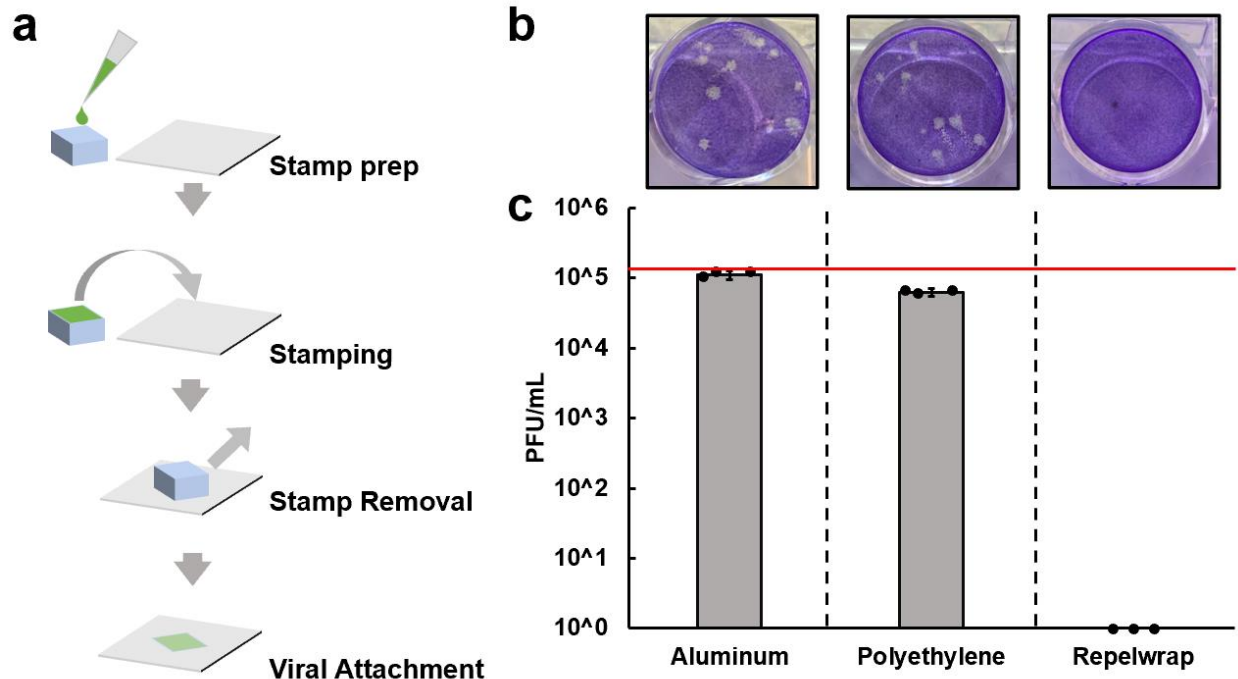 a
Stamp prep
Stamping
Stamp Removal
Viral Attachment
b
c
PFU/mL
10^6
10^5
10^4
10^3
10^2
10^1
10^0
Aluminum
Polyethylene
Repelwrap